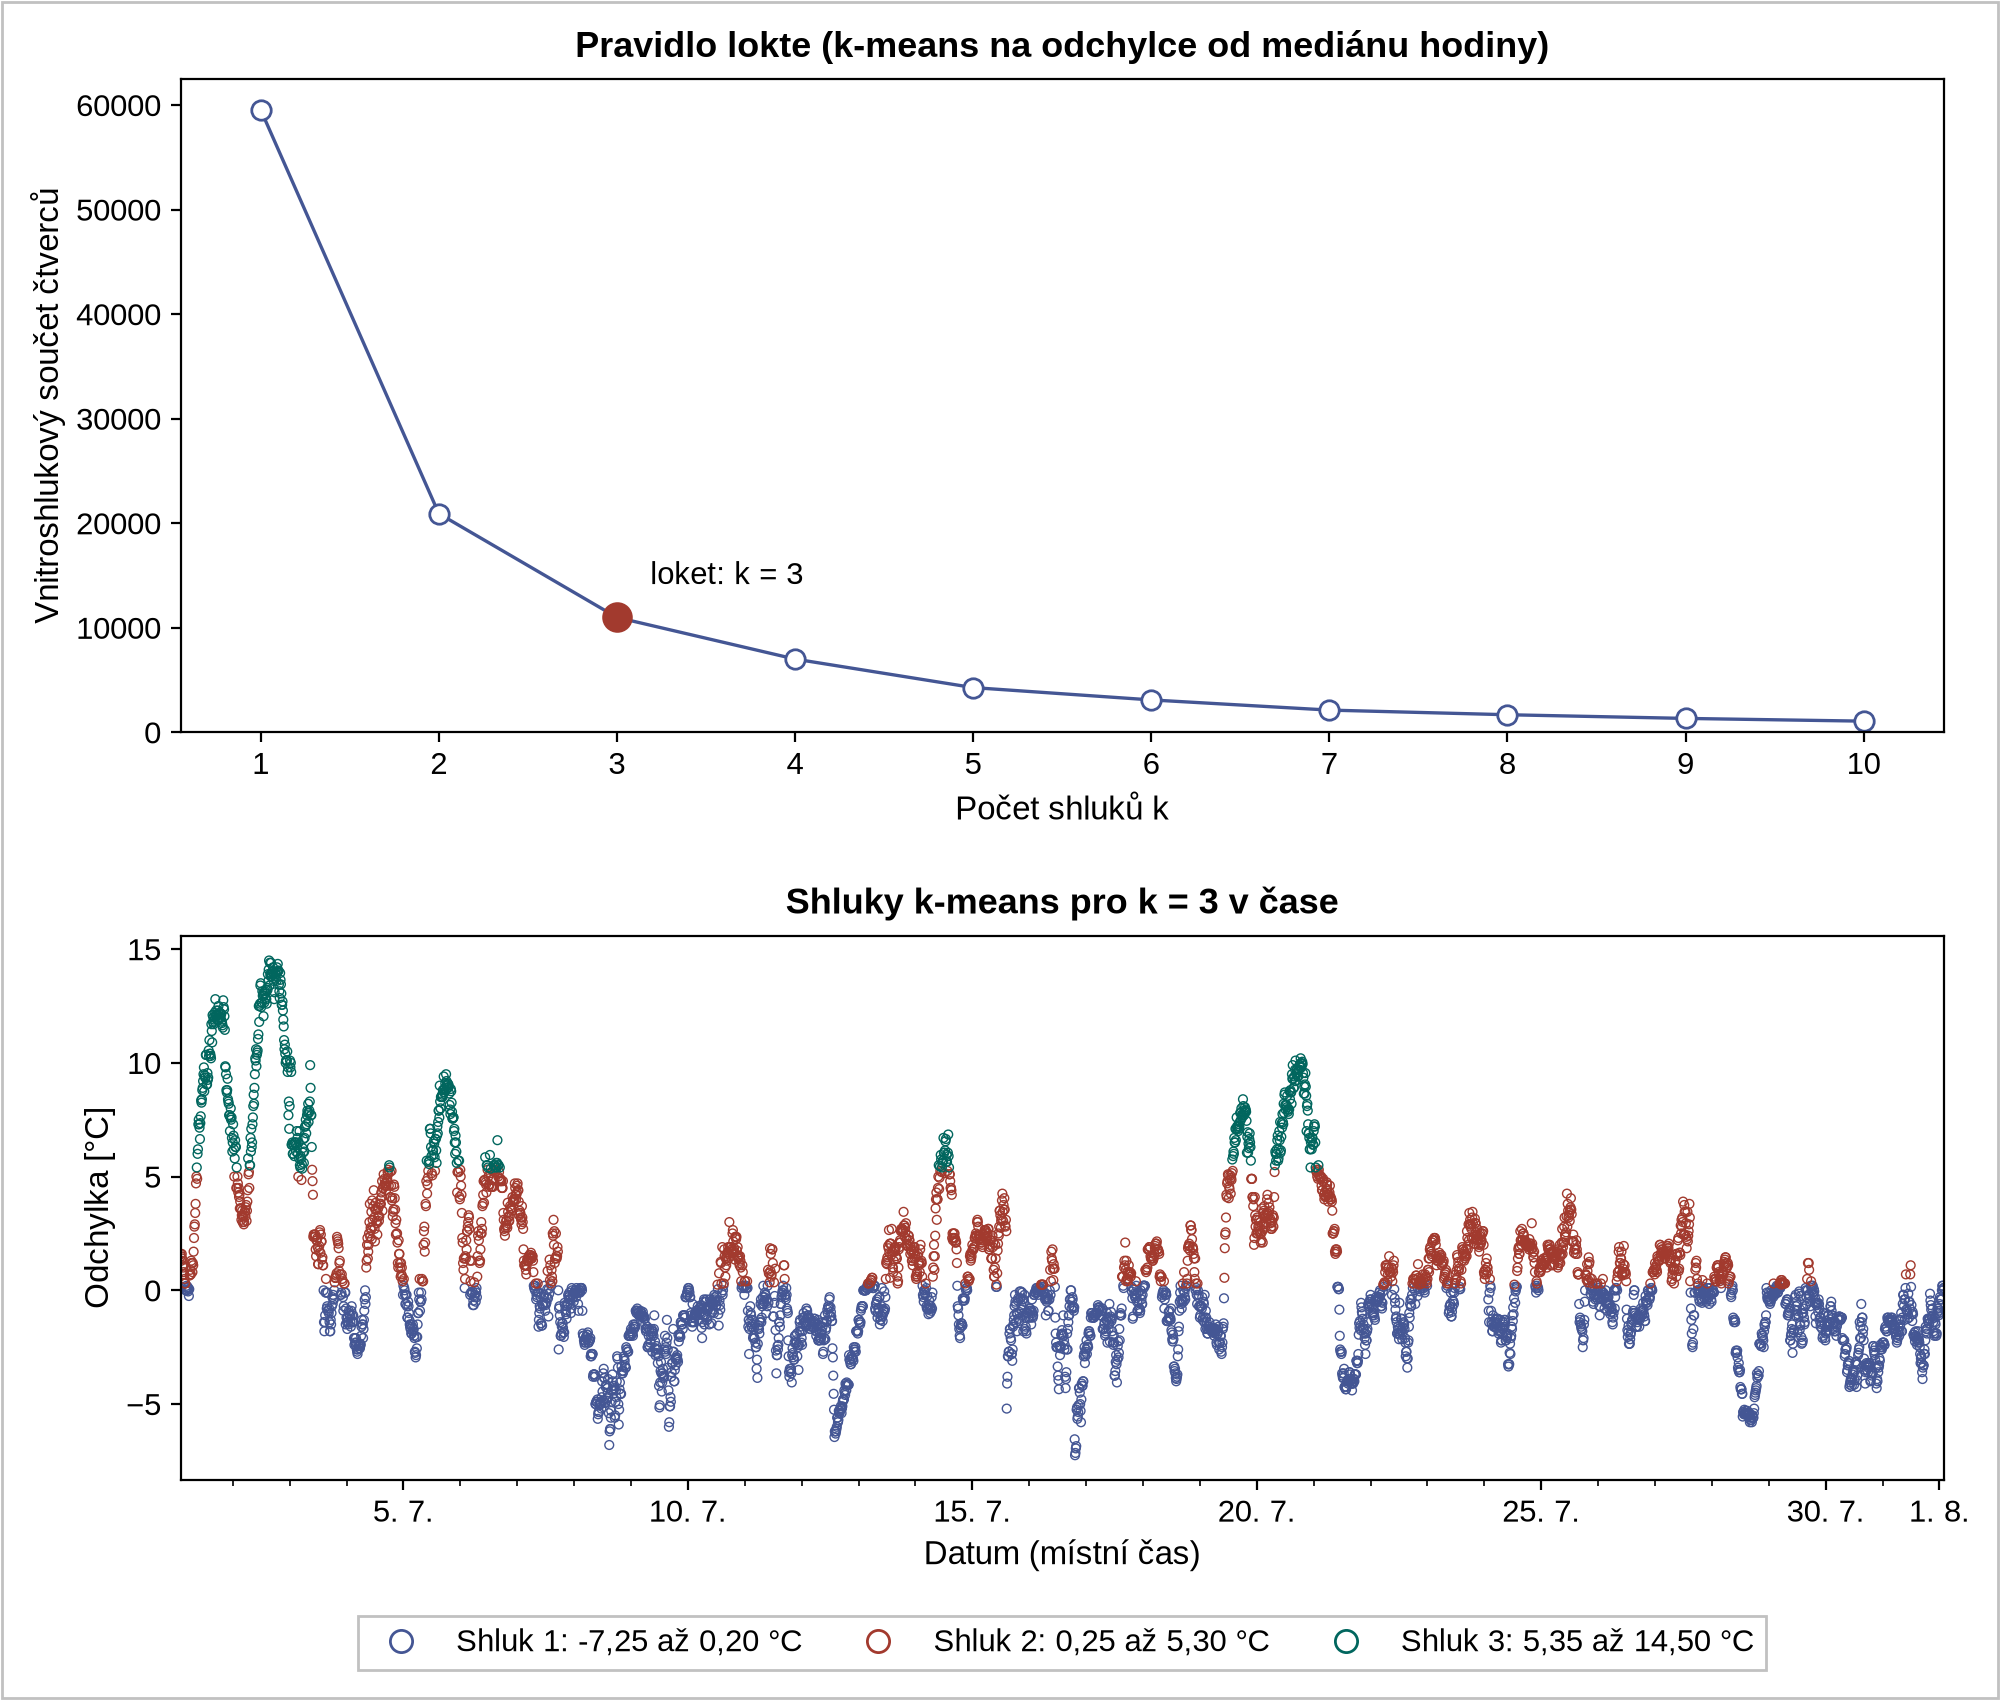 Pravidlo lokte (k-means na odchylce od mediánu hodiny)
Vnitroshlukový součet čtverců
60000
50000
40000
30000
20000
10000
0
loket: k = 3
1 2 3 4 5 6 7 8 9 10
Počet shluků k
Shluky k-means pro k = 3 v čase
Odchylka [°C]
15
10
5
0
−5
5. 7. 10. 7. 15. 7. 20. 7. 25. 7. 30. 7. 1. 8.
Datum (místní čas)
Shluk 1: -7,25 až 0,20 °C Shluk 2: 0,25 až 5,30 °C Shluk 3: 5,35 až 14,50 °C